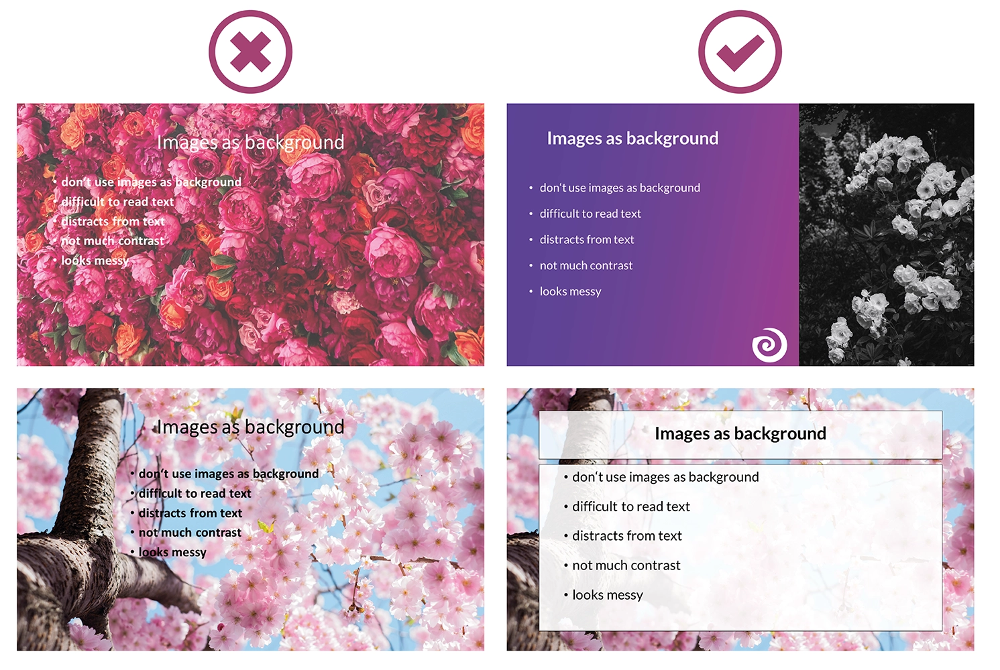 Images as background
• don't use images as background
• difficult to read text
• distracts from text
• not much contrast
• looks messy
Images as background
• don‘t use images as background
• difficult to read text
• distracts from text
• not much contrast
• looks messy
Images as background
• don‘t use images as background
• difficult to read text
• distracts from text
• not much contrast
• looks messy
Images as background
• don‘t use images as background
• difficult to read text
• distracts from text
• not much contrast
• looks messy